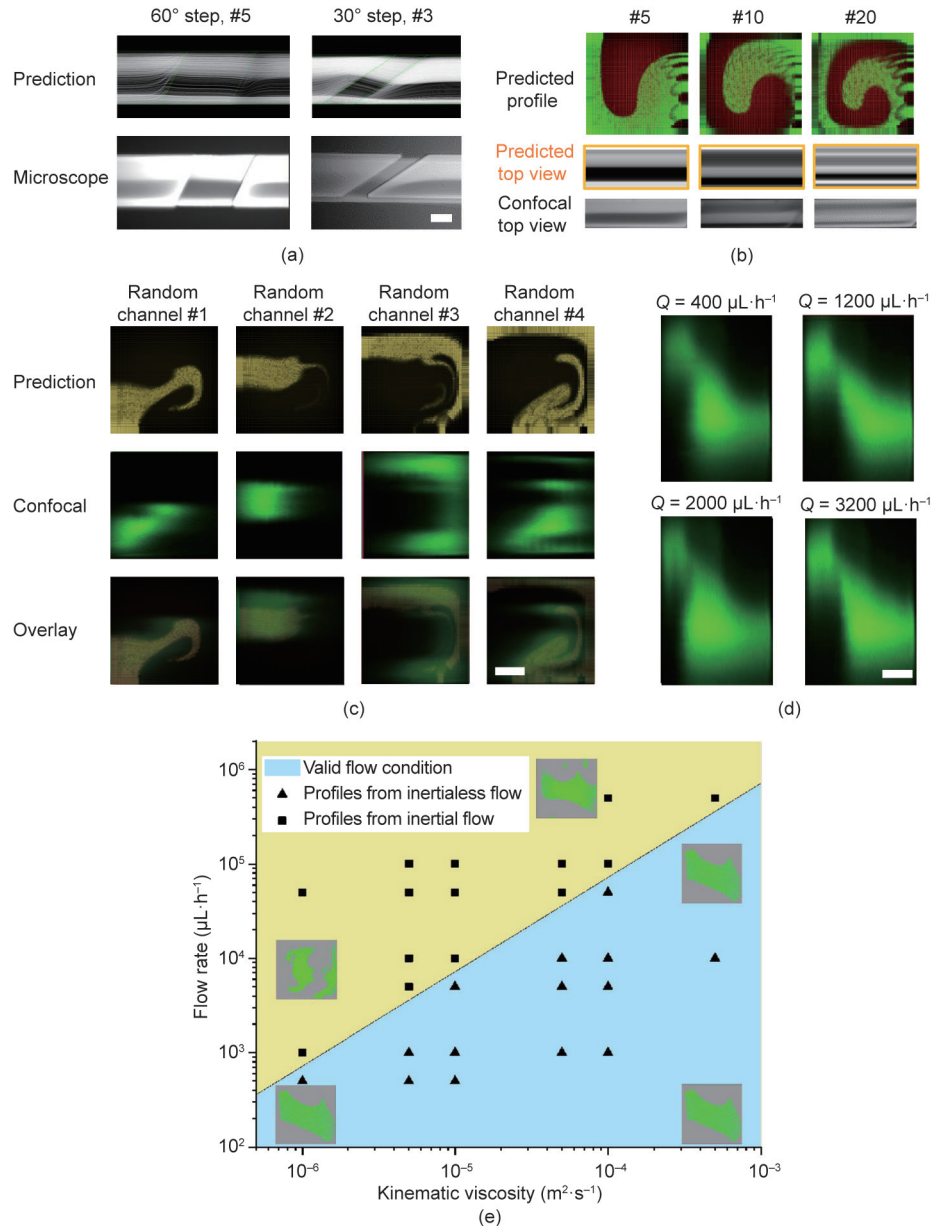 60° step, #5
30° step, #3
Prediction
Microscope
(a)
#5
#10
#20
Predicted
profile
Predicted
top view
Confocal
top view
(b)
Random
channel #1
Random
channel #2
Random
channel #3
Random
channel #4
Prediction
Confocal
Overlay
(c)
Q = 400 µL·h⁻¹
Q = 1200 µL·h⁻¹
Q = 2000 µL·h⁻¹
Q = 3200 µL·h⁻¹
(d)
Valid flow condition
Profiles from inertialess flow
Profiles from inertial flow
10⁶
10⁵
10⁴
10³
10²
Flow rate (µL·h⁻¹)
10⁻⁶
10⁻⁵
10⁻⁴
10⁻³
Kinematic viscosity (m²·s⁻¹)
(e)